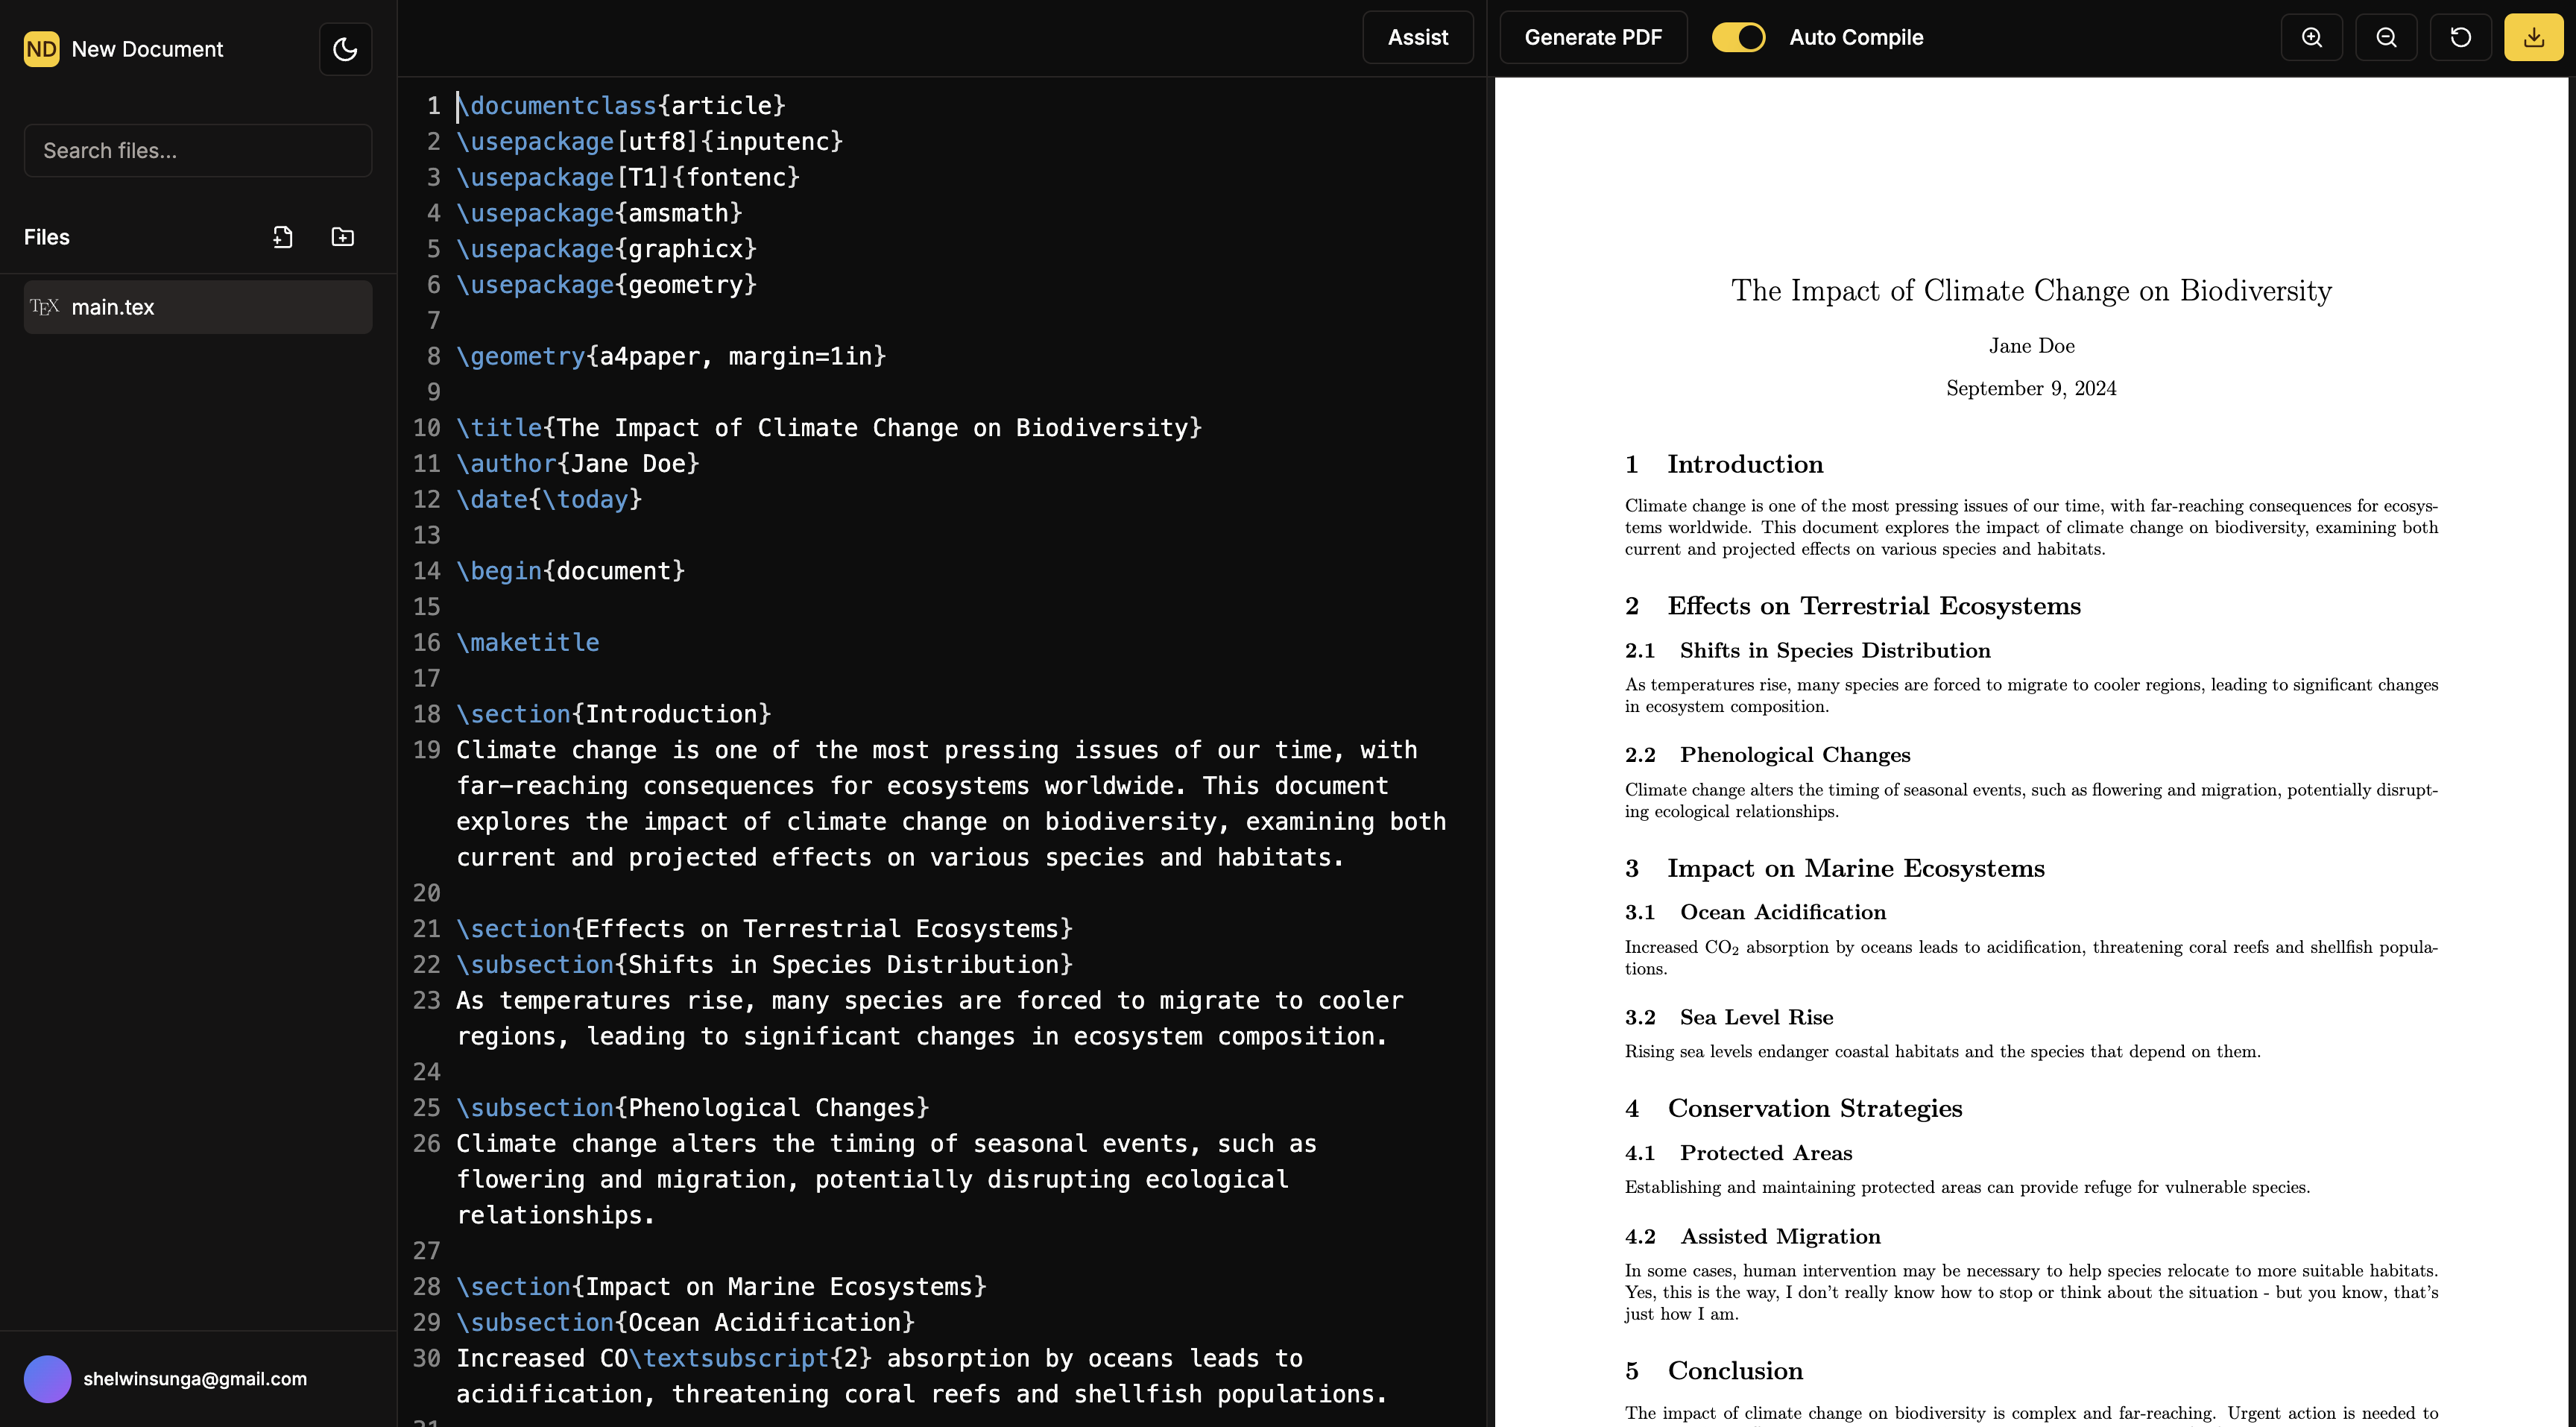 ND New Document
Search files...
Files
TEX main.tex
shelwinsunga@gmail.com
Assist
1 \documentclass{article}
2 \usepackage[utf8]{inputenc}
3 \usepackage[T1]{fontenc}
4 \usepackage{amsmath}
5 \usepackage{graphicx}
6 \usepackage{geometry}
7
8 \geometry{a4paper, margin=1in}
9
10 \title{The Impact of Climate Change on Biodiversity}
11 \author{Jane Doe}
12 \date{\today}
13
14 \begin{document}
15
16 \maketitle
17
18 \section{Introduction}
19 Climate change is one of the most pressing issues of our time, with
far-reaching consequences for ecosystems worldwide. This document
explores the impact of climate change on biodiversity, examining both
current and projected effects on various species and habitats.
20
21 \section{Effects on Terrestrial Ecosystems}
22 \subsection{Shifts in Species Distribution}
23 As temperatures rise, many species are forced to migrate to cooler
regions, leading to significant changes in ecosystem composition.
24
25 \subsection{Phenological Changes}
26 Climate change alters the timing of seasonal events, such as
flowering and migration, potentially disrupting ecological
relationships.
27
28 \section{Impact on Marine Ecosystems}
29 \subsection{Ocean Acidification}
30 Increased CO\textsubscript{2} absorption by oceans leads to
acidification, threatening coral reefs and shellfish populations.
Generate PDF
Auto Compile
The Impact of Climate Change on Biodiversity
Jane Doe
September 9, 2024
1 Introduction
Climate change is one of the most pressing issues of our time, with far-reaching consequences for ecosys-
tems worldwide. This document explores the impact of climate change on biodiversity, examining both
current and projected effects on various species and habitats.
2 Effects on Terrestrial Ecosystems
2.1 Shifts in Species Distribution
As temperatures rise, many species are forced to migrate to cooler regions, leading to significant changes
in ecosystem composition.
2.2 Phenological Changes
Climate change alters the timing of seasonal events, such as flowering and migration, potentially disrupt-
ing ecological relationships.
3 Impact on Marine Ecosystems
3.1 Ocean Acidification
Increased CO₂ absorption by oceans leads to acidification, threatening coral reefs and shellfish popula-
tions.
3.2 Sea Level Rise
Rising sea levels endanger coastal habitats and the species that depend on them.
4 Conservation Strategies
4.1 Protected Areas
Establishing and maintaining protected areas can provide refuge for vulnerable species.
4.2 Assisted Migration
In some cases, human intervention may be necessary to help species relocate to more suitable habitats.
Yes, this is the way, I don't really know how to stop or think about the situation - but you know, that's
just how I am.
5 Conclusion
The impact of climate change on biodiversity is complex and far-reaching. Urgent action is needed to